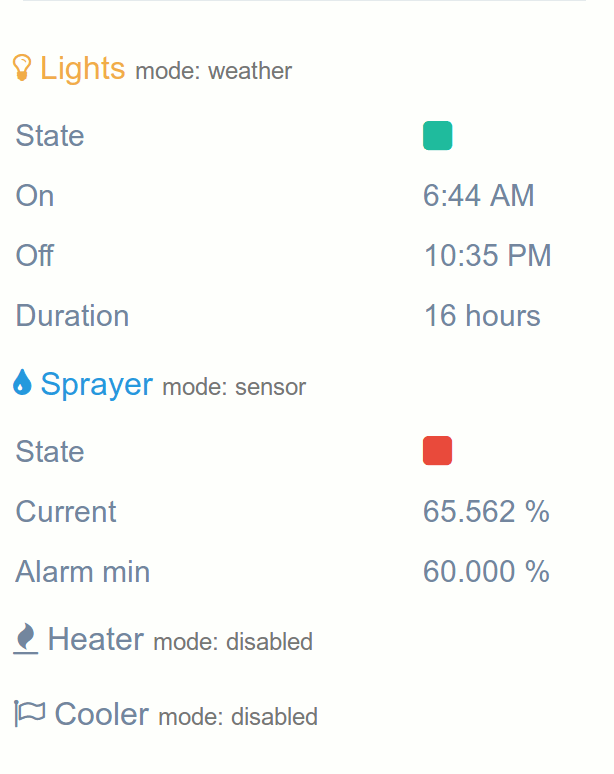 Lights mode: weather
State
On 6:44 AM
Off 10:35 PM
Duration 16 hours
Sprayer mode: sensor
State
Current 65.562 %
Alarm min 60.000 %
Heater mode: disabled
Cooler mode: disabled